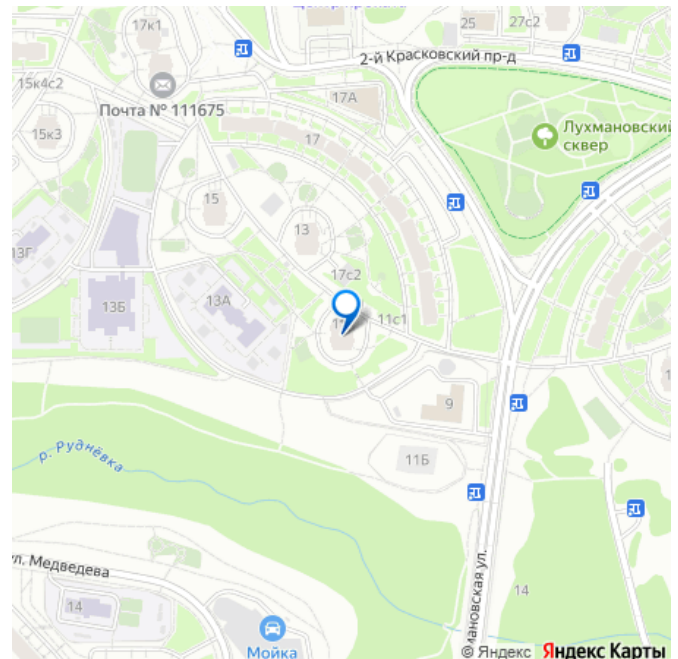 17к1
25
27с2
2-й Красковский пр-д
15к4с2
Почта № 111675
17А
15к3
17
Лухмановский
сквер
15
13
13Г
17с2
13А
13Б
11с1
9
11Б
р. Руднёвка
ул. Медведева
14
14
Мойка
мановская ул.
© Яндекс Яндекс Карты